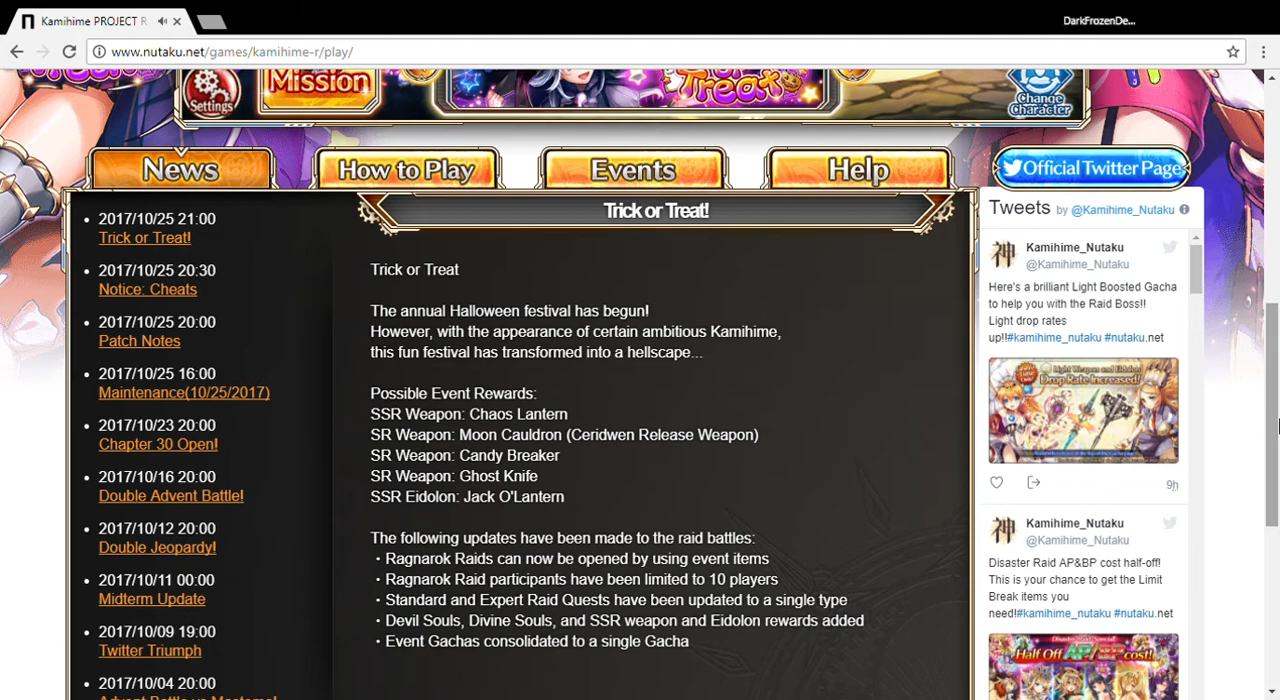 Kamihime PROJECT R
DarkFrozenDe...
www.nutaku.net/games/kamihime-r/play/
Settings
Mission
Treat
Change
Character
News
How to Play
Events
Help
Official Twitter Page
2017/10/25 21:00
Trick or Treat!
2017/10/25 20:30
Notice: Cheats
2017/10/25 20:00
Patch Notes
2017/10/25 16:00
Maintenance(10/25/2017)
2017/10/23 20:00
Chapter 30 Open!
2017/10/16 20:00
Double Advent Battle!
2017/10/12 20:00
Double Jeopardy!
2017/10/11 00:00
Midterm Update
2017/10/09 19:00
Twitter Triumph
2017/10/04 20:00
Trick or Treat!
Trick or Treat
The annual Halloween festival has begun!
However, with the appearance of certain ambitious Kamihime,
this fun festival has transformed into a hellscape...
Possible Event Rewards:
SSR Weapon: Chaos Lantern
SR Weapon: Moon Cauldron (Ceridwen Release Weapon)
SR Weapon: Candy Breaker
SR Weapon: Ghost Knife
SSR Eidolon: Jack O'Lantern
The following updates have been made to the raid battles:
・Ragnarok Raids can now be opened by using event items
・Ragnarok Raid participants have been limited to 10 players
・Standard and Expert Raid Quests have been updated to a single type
・Devil Souls, Divine Souls, and SSR weapon and Eidolon rewards added
・Event Gachas consolidated to a single Gacha
Tweets by @Kamihime_Nutaku
神
Kamihime_Nutaku
@Kamihime_Nutaku
Here's a brilliant Light Boosted Gacha
to help you with the Raid Boss!!
Light drop rates
up!!#kamihime_nutaku #nutaku.net
Light Weapon and Eidolon
Drop Rate Increased!
9h
神
Kamihime_Nutaku
@Kamihime_Nutaku
Disaster Raid AP&BP cost half-off!
This is your chance to get the Limit
Break items you
need!#kamihime_nutaku #nutaku.net
Half Off AP/BP cost!